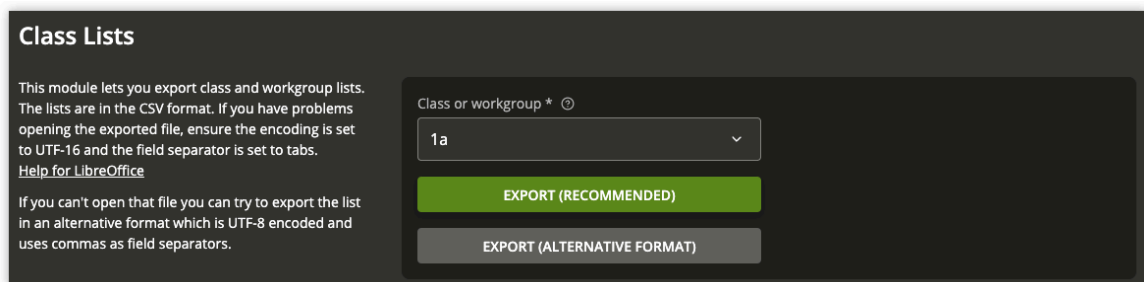 Class Lists
This module lets you export class and workgroup lists.
The lists are in the CSV format. If you have problems
opening the exported file, ensure the encoding is set
to UTF-16 and the field separator is set to tabs.
Help for LibreOffice
If you can't open that file you can try to export the list
in an alternative format which is UTF-8 encoded and
uses commas as field separators.
Class or workgroup * ?
1a
EXPORT (RECOMMENDED)
EXPORT (ALTERNATIVE FORMAT)